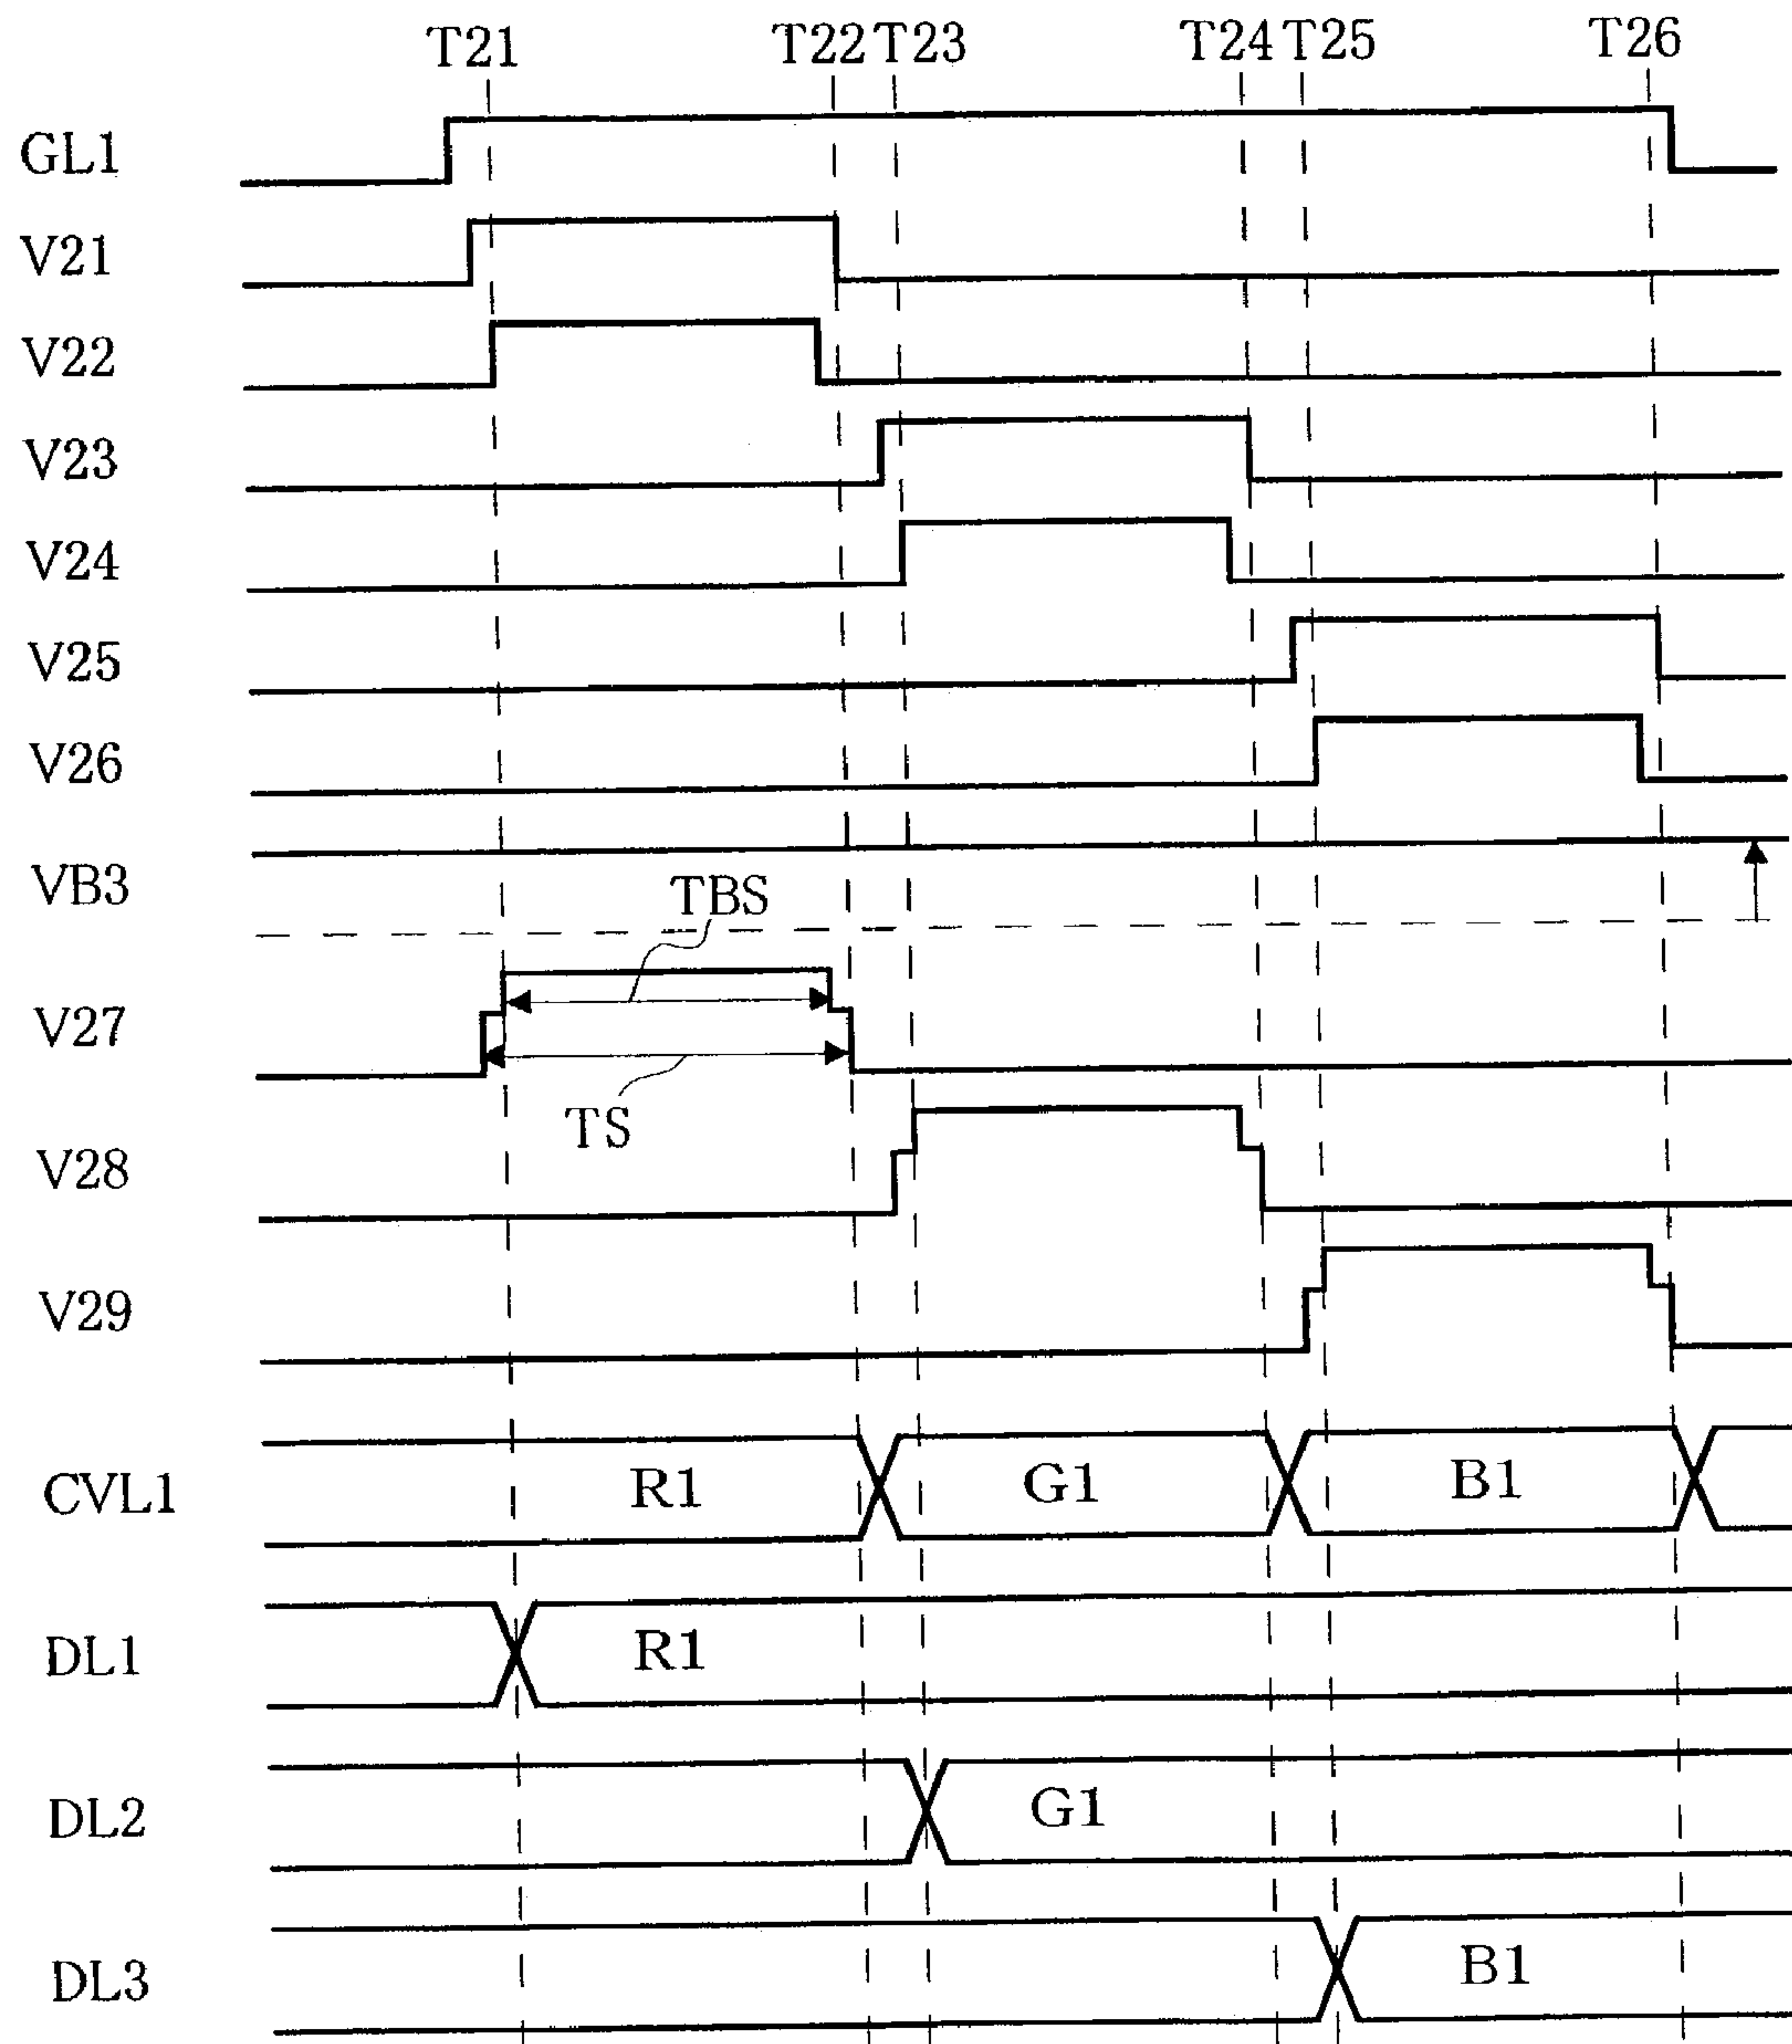 T21 T22 T23 T24 T25 T26
GL1
V21
V22
V23
V24
V25
V26
VB3
TBS
V27
TS
V28
V29
CVL1 R1 G1 B1
DL1 R1
DL2 G1
DL3 B1